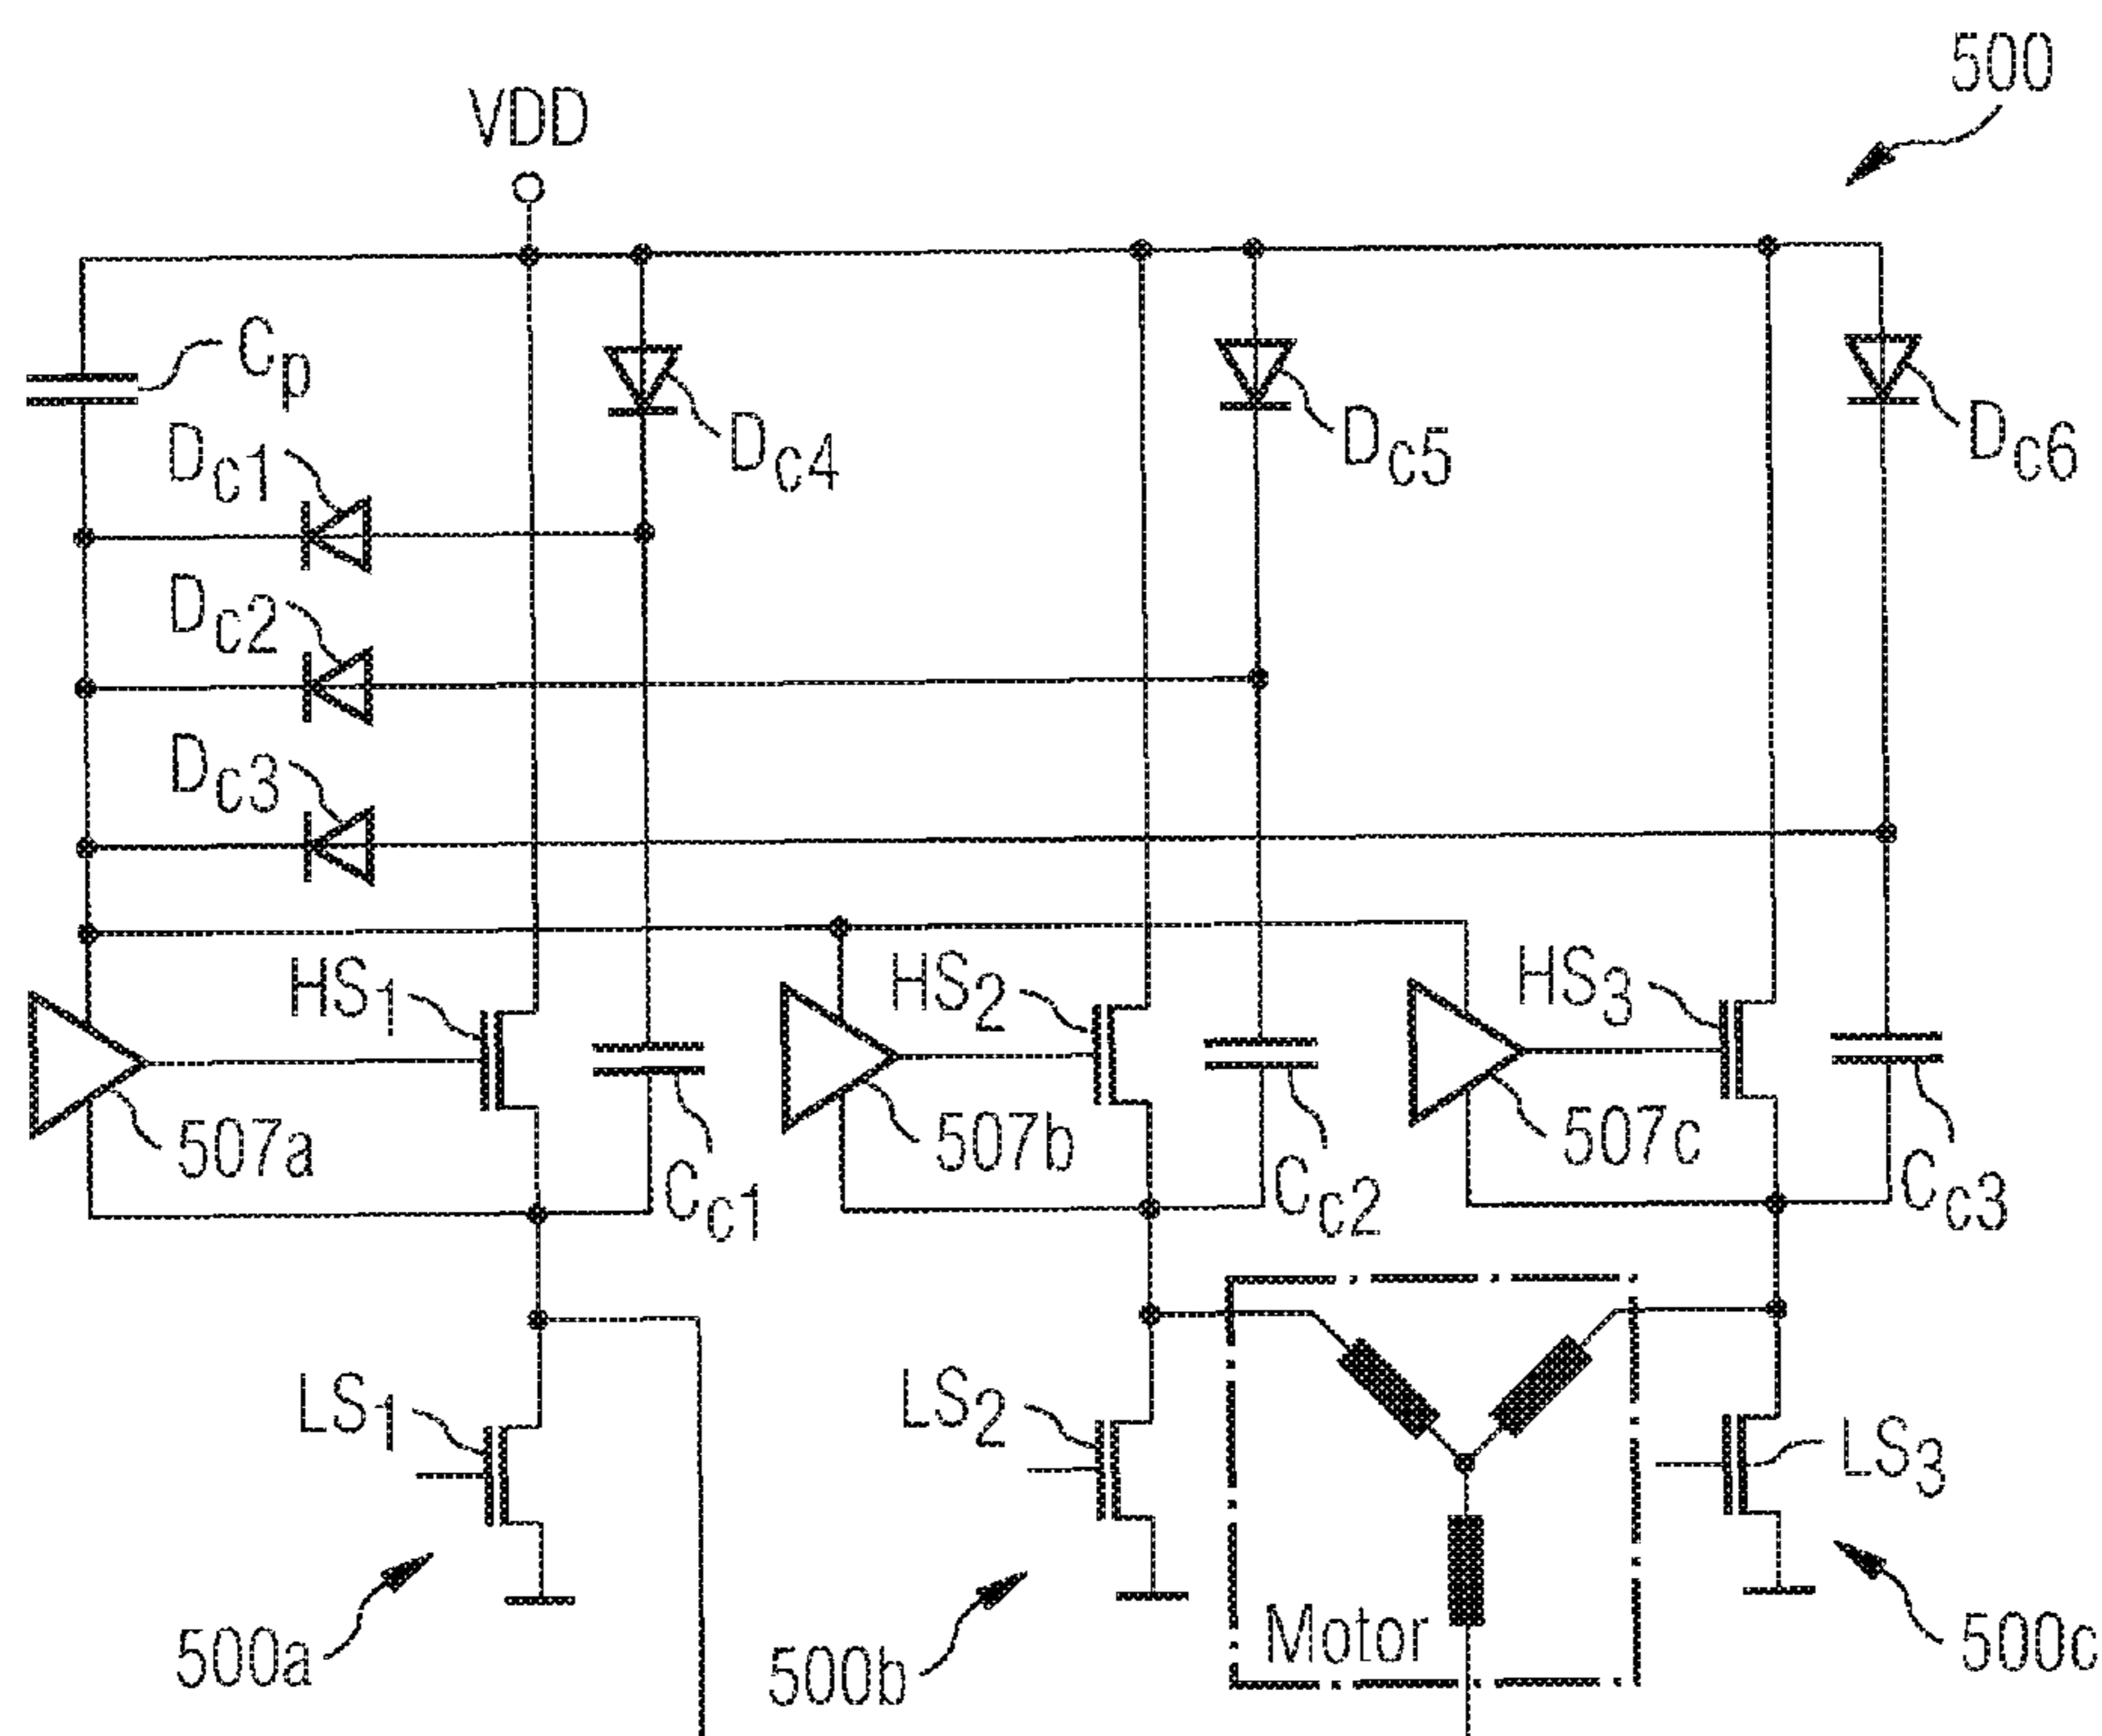 500
VDD
Cp
Dc1
Dc4
Dc5
Dc6
Dc2
Dc3
HS1
HS2
HS3
507a
507b
507c
Cc1
Cc2
Cc3
LS1
LS2
LS3
500a
500b
Motor
500c